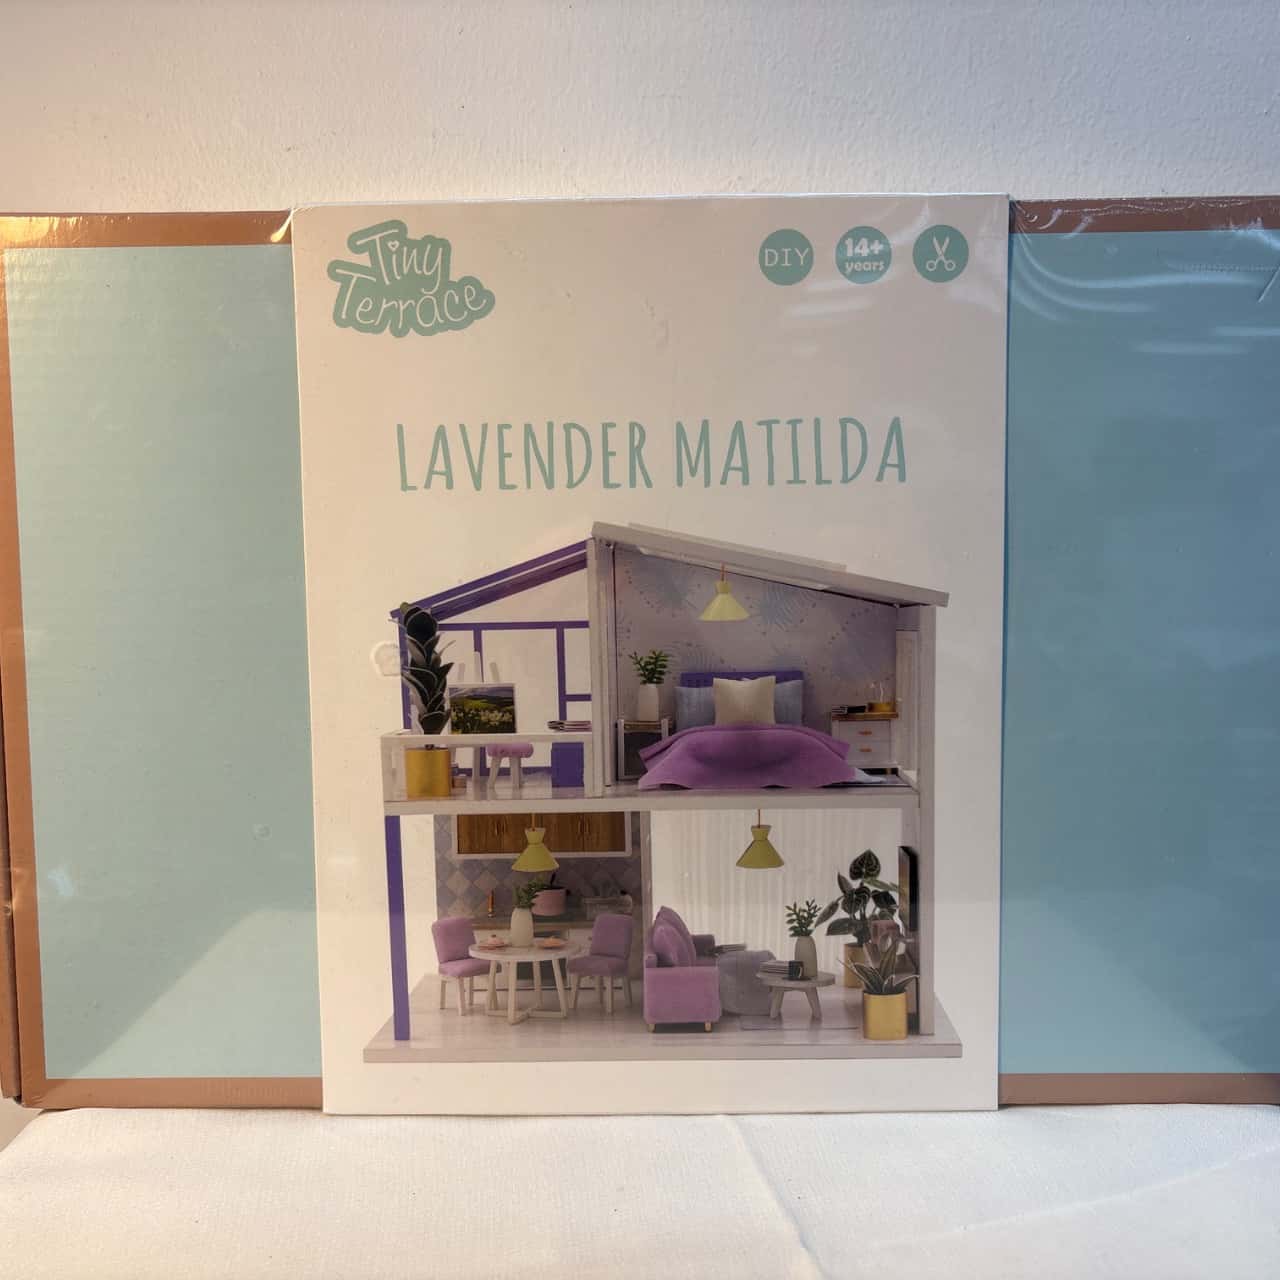 Tiny
Terrace
DIY
14+
years
LAVENDER MATILDA